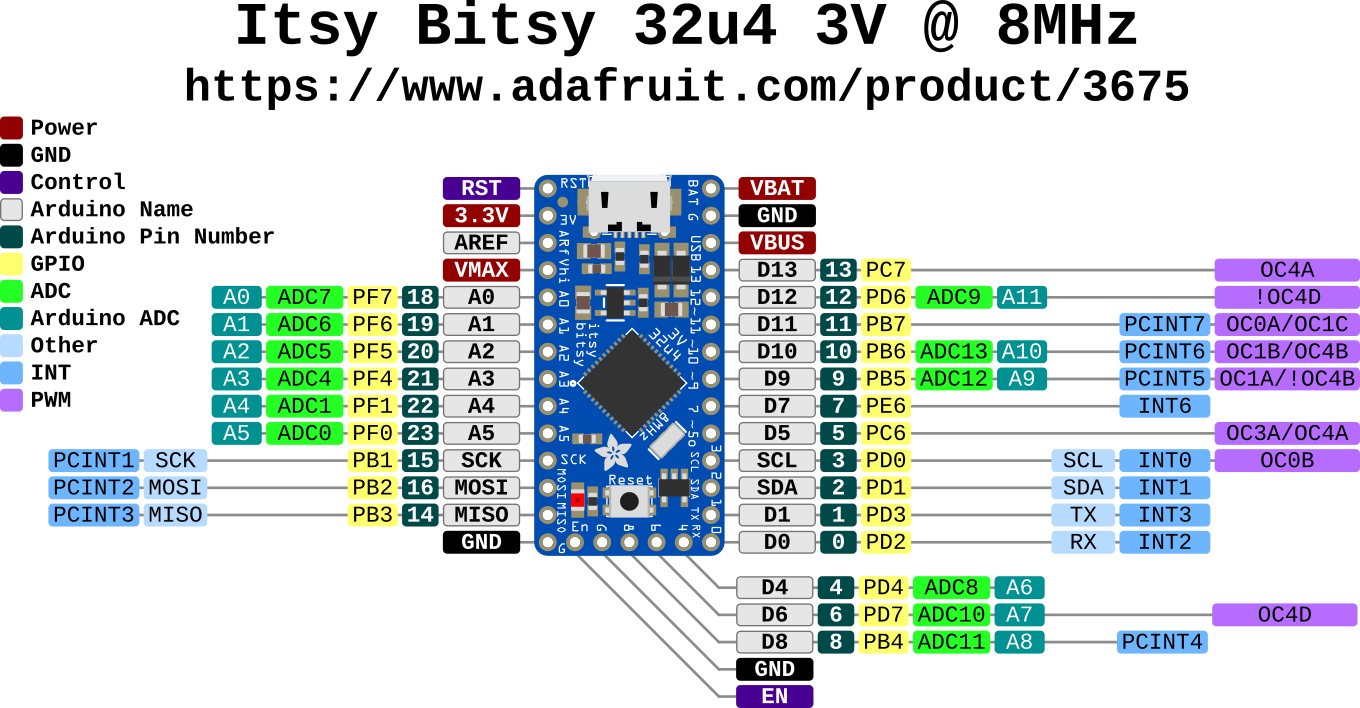 Itsy Bitsy 32u4 3V @ 8MHz
https://www.adafruit.com/product/3675
Power
GND
Control
Arduino Name
Arduino Pin Number
GPIO
ADC
Arduino ADC
Other
INT
PWM
RST
3.3V
AREF
VMAX
A0 ADC7 PF7 18 A0
A1 ADC6 PF6 19 A1
A2 ADC5 PF5 20 A2
A3 ADC4 PF4 21 A3
A4 ADC1 PF1 22 A4
A5 ADC0 PF0 23 A5
PCINT1 SCK PB1 15 SCK
PCINT2 MOSI PB2 16 MOSI
PCINT3 MISO PB3 14 MISO
GND
RST
3V
ARf
Vhi
A0
A1
A2
A3
A4
A5
SCK
MOSI
MISO
G
itsy
bitsy
3V
32u4
8MHz
Reset
En
G
8
6
4
BAT
G
USB
13
12
~11
~10
~9
7
~5
3
SCL
2
SDA
1
TX
0
RX
VBAT
GND
VBUS
D13 13 PC7 OC4A
D12 12 PD6 ADC9 A11 !OC4D
D11 11 PB7 PCINT7 OC0A/OC1C
D10 10 PB6 ADC13 A10 PCINT6 OC1B/OC4B
D9 9 PB5 ADC12 A9 PCINT5 OC1A/!OC4B
D7 7 PE6 INT6
D5 5 PC6 OC3A/OC4A
SCL 3 PD0 SCL INT0 OC0B
SDA 2 PD1 SDA INT1
D1 1 PD3 TX INT3
D0 0 PD2 RX INT2
D4 4 PD4 ADC8 A6
D6 6 PD7 ADC10 A7 OC4D
D8 8 PB4 ADC11 A8 PCINT4
GND
EN